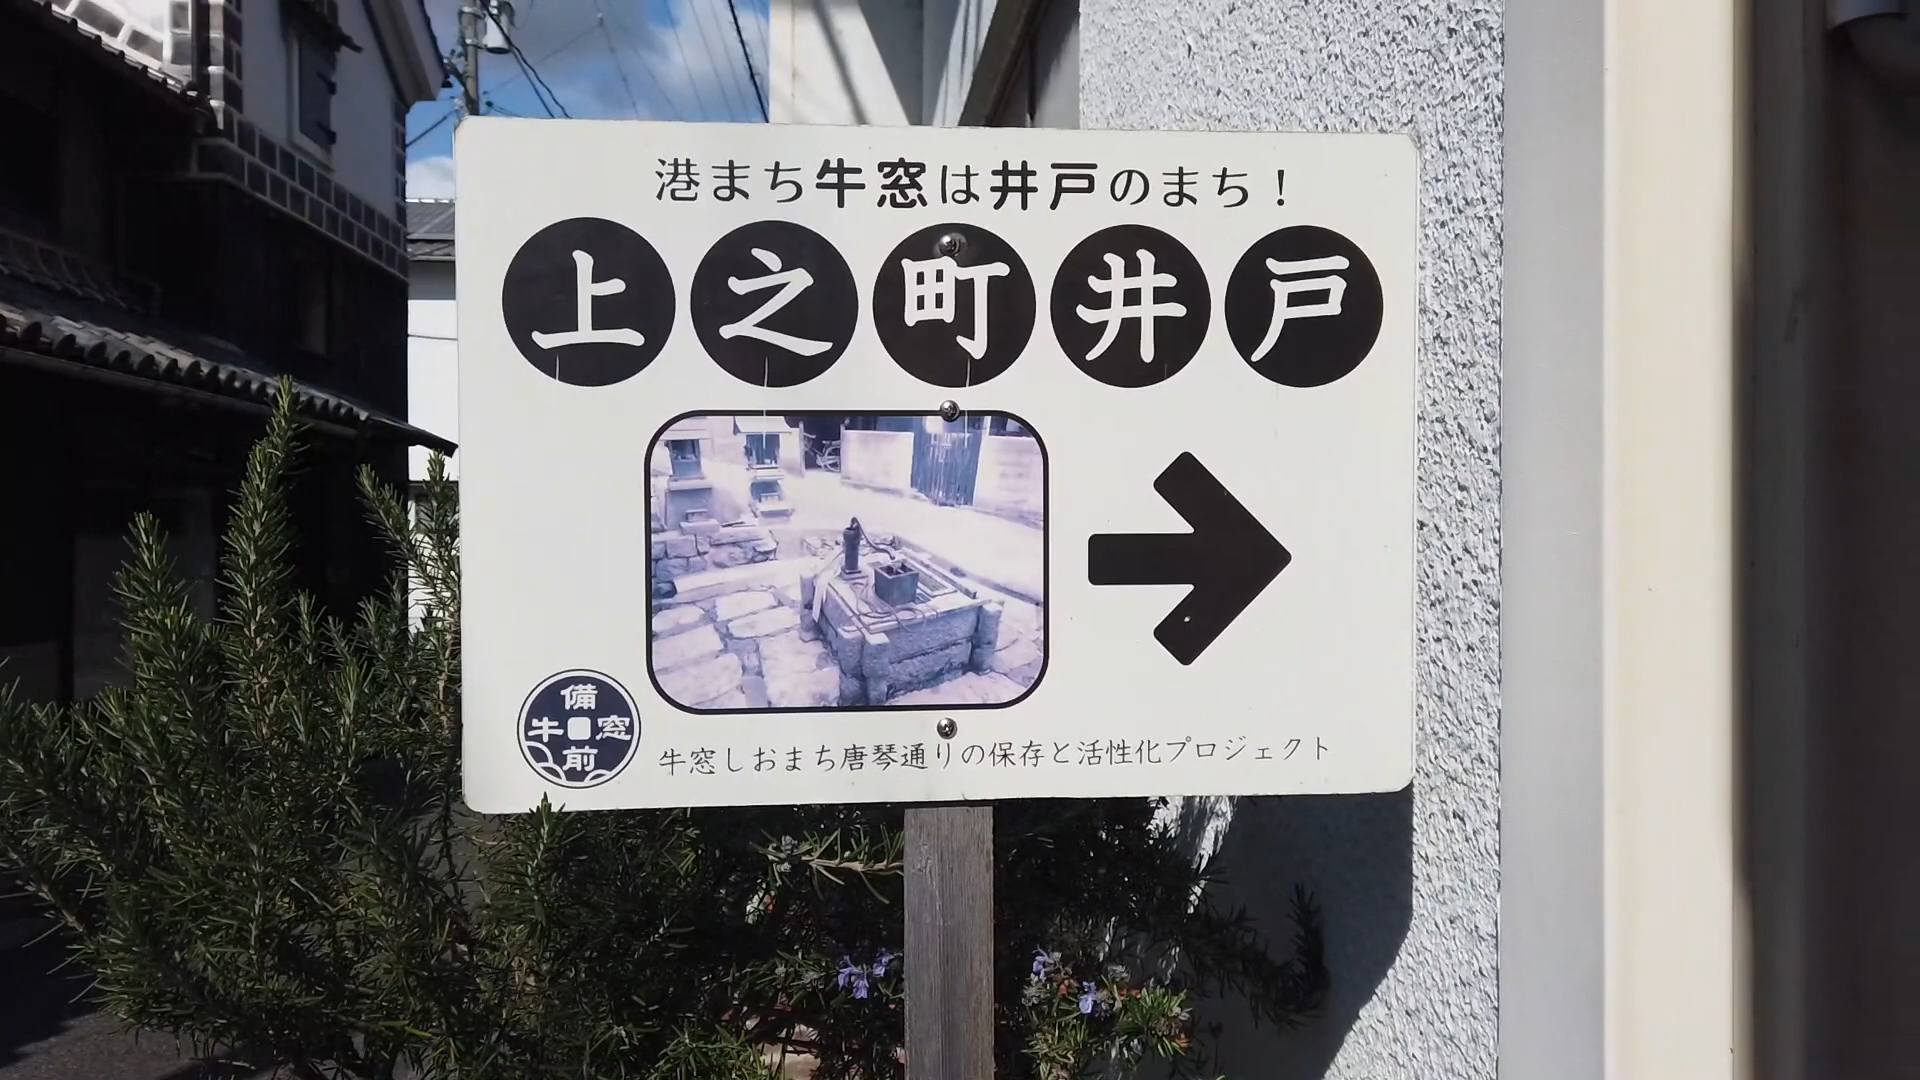 港まち牛窓は井戸のまち！
上之町井戸
備
牛窓
前
牛窓しおまち唐琴通りの保存と活性化プロジェクト